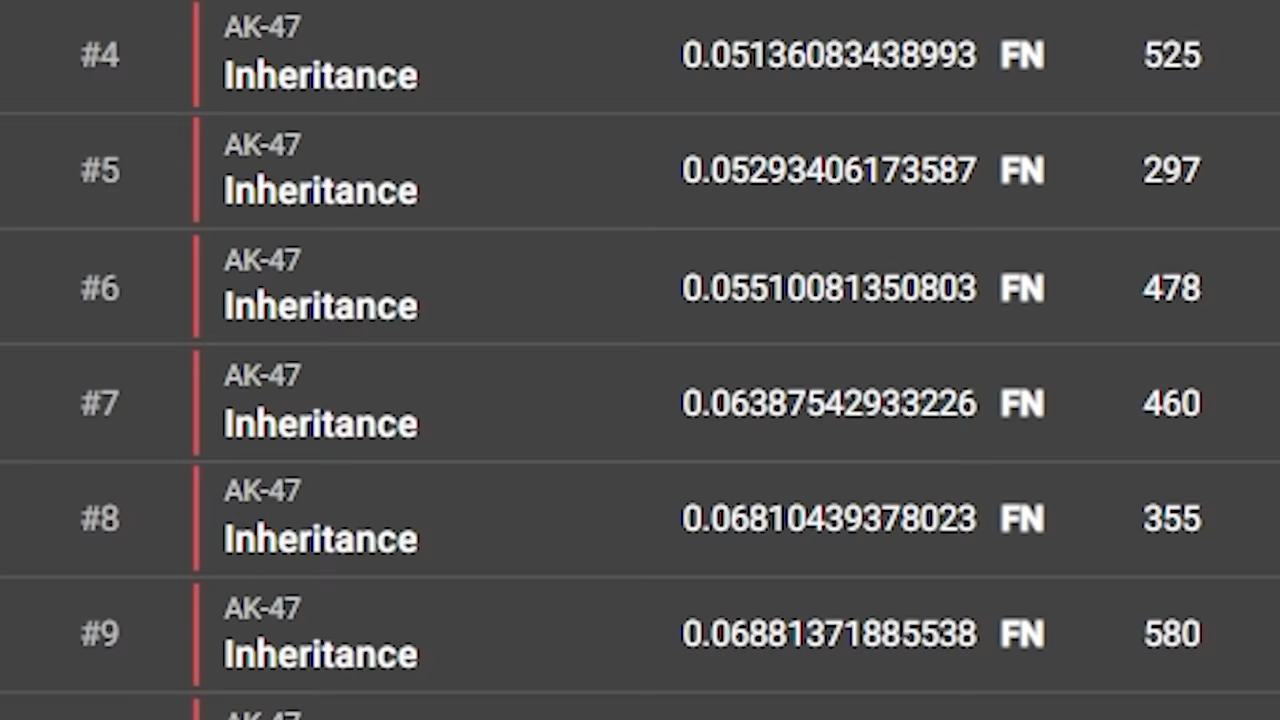 #4 AK-47 Inheritance 0.05136083438993 FN 525
#5 AK-47 Inheritance 0.05293406173587 FN 297
#6 AK-47 Inheritance 0.05510081350803 FN 478
#7 AK-47 Inheritance 0.06387542933226 FN 460
#8 AK-47 Inheritance 0.06810439378023 FN 355
#9 AK-47 Inheritance 0.06881371885538 FN 580
AK-47